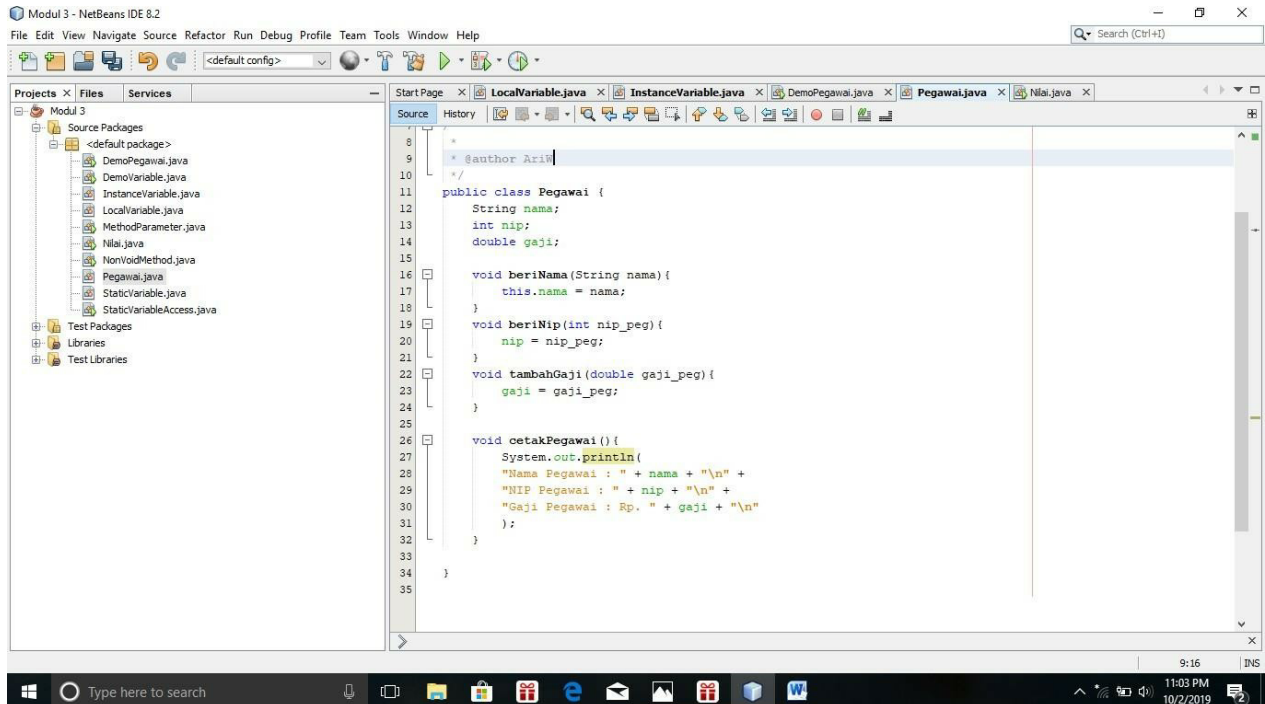 Modul 3 - NetBeans IDE 8.2
File Edit View Navigate Source Refactor Run Debug Profile Team Tools Window Help
Search (Ctrl+I)
<default config>
Projects Files Services
Start Page LocalVariable.java InstanceVariable.java DemoPegawai.java Pegawai.java Nilai.java
Source History
Modul 3
Source Packages
<default package>
DemoPegawai.java
DemoVariable.java
InstanceVariable.java
LocalVariable.java
MethodParameter.java
Nilai.java
NonVoidMethod.java
Pegawai.java
StaticVariable.java
StaticVariableAccess.java
Test Packages
Libraries
Test Libraries
8 *
9 * @author AriW
10 */
11 public class Pegawai {
12 String nama;
13 int nip;
14 double gaji;
15
16 void beriNama(String nama){
17 this.nama = nama;
18 }
19 void beriNip(int nip_peg){
20 nip = nip_peg;
21 }
22 void tambahGaji(double gaji_peg){
23 gaji = gaji_peg;
24 }
25
26 void cetakPegawai(){
27 System.out.println(
28 "Nama Pegawai : " + nama + "\n" +
29 "NIP Pegawai : " + nip + "\n" +
30 "Gaji Pegawai : Rp. " + gaji + "\n"
31 );
32 }
33
34 }
35
9:16 INS
Type here to search
11:03 PM
10/2/2019
2